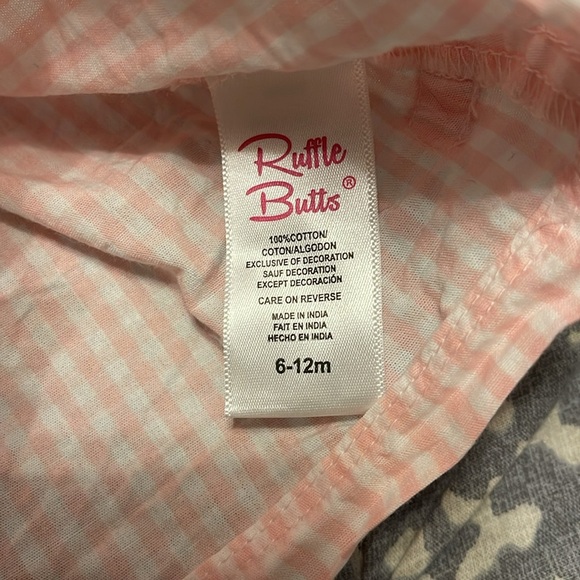 Ruffle
Butts®
100%COTTON/
COTON/ALGODON
EXCLUSIVE OF DECORATION
SAUF DECORATION
EXCEPT DECORACIÓN
CARE ON REVERSE
MADE IN INDIA
FAIT EN INDIA
HECHO EN INDIA
6-12m